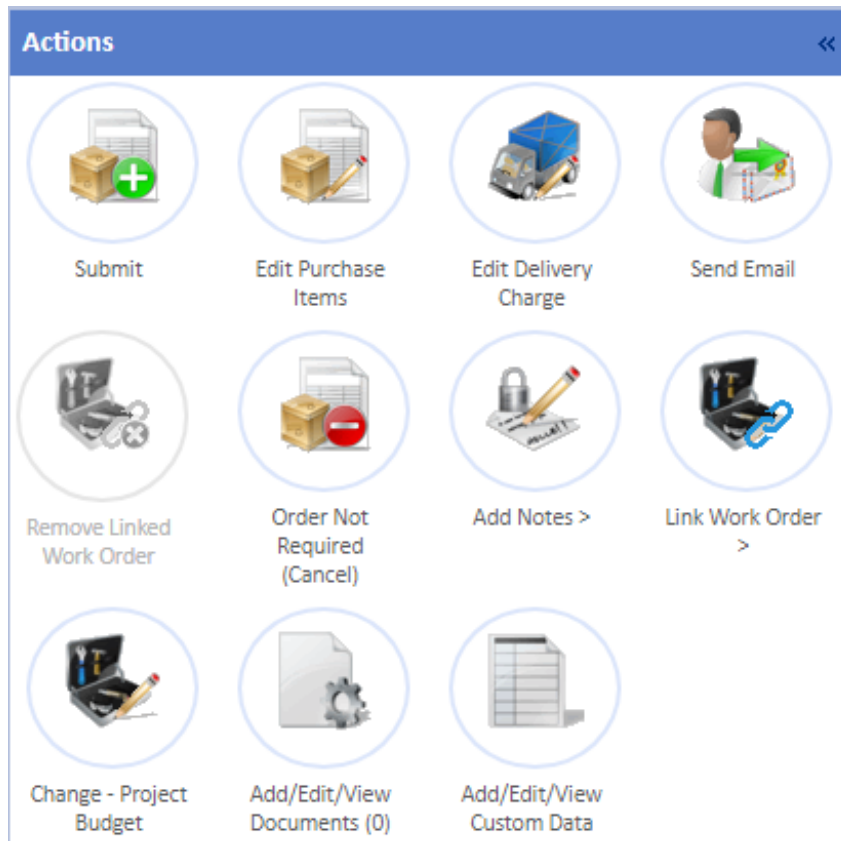 Actions
Submit
Edit Purchase
Items
Edit Delivery
Charge
Send Email
Remove Linked
Work Order
Order Not
Required
(Cancel)
Add Notes >
Link Work Order
>
Change - Project
Budget
Add/Edit/View
Documents (0)
Add/Edit/View
Custom Data